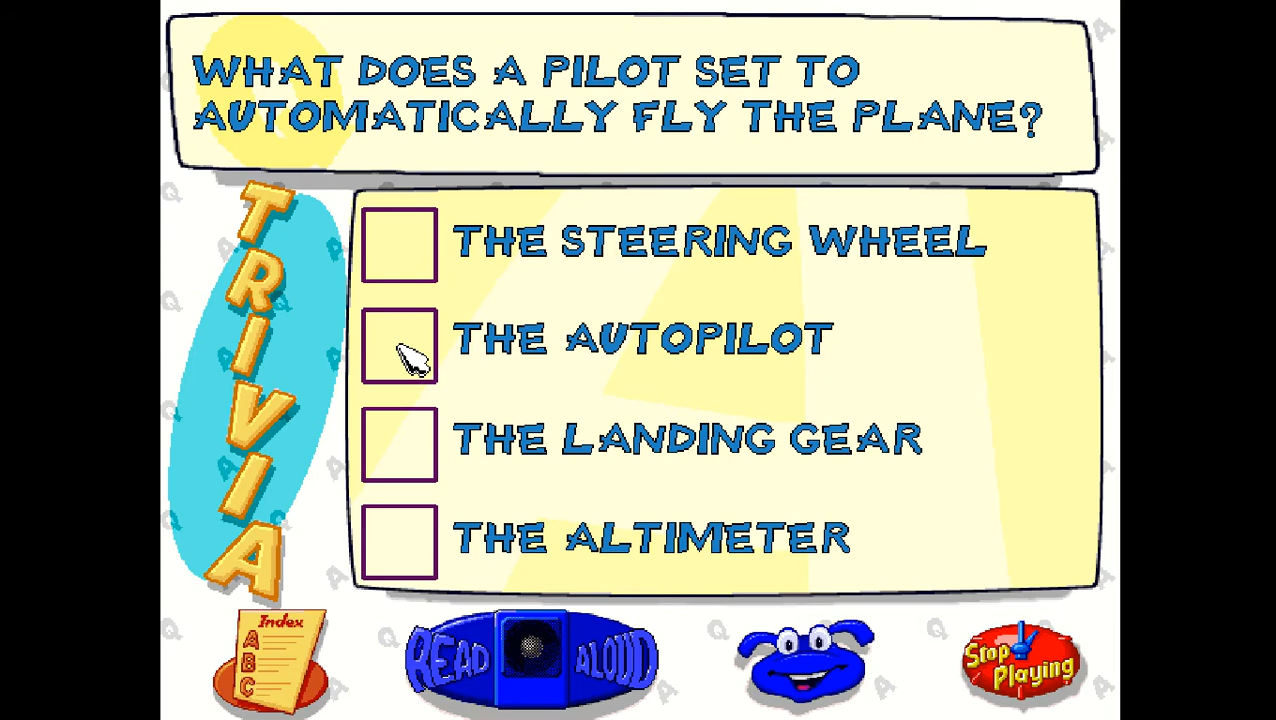 WHAT DOES A PILOT SET TO
AUTOMATICALLY FLY THE PLANE?
TRIVIA
THE STEERING WHEEL
THE AUTOPILOT
THE LANDING GEAR
THE ALTIMETER
Index
A
B
C
READ ALOUD
Stop
Playing